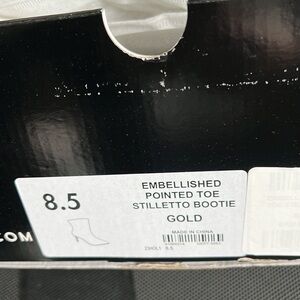 8.5
EMBELLISHED
POINTED TOE
STILLETTO BOOTIE
GOLD
MADE IN CHINA
.COM